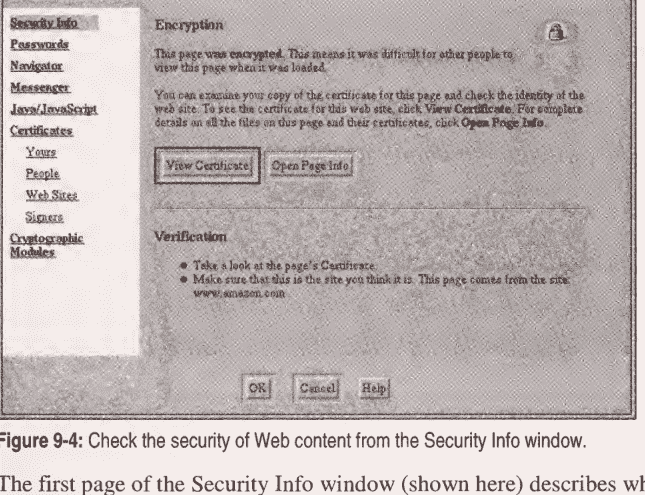 Security Info
Passwords
Navigator
Messenger
Java/JavaScript
Certificates
Yours
People
Web Sites
Signers
Cryptographic
Modules
Encryption
This page was encrypted. This means it was difficult for other people to
view this page when it was loaded.
You can examine your copy of the certificate for this page and check the identity of the
web site. To see the certificate for this web site, click View Certificate. For complete
details on all the files on this page and their certificates, click Open Page Info.
View Certificate
Open Page Info
Verification
Take a look at the page's Certificate.
Make sure that this is the site you think it is. This page comes from the site:
www.amazon.com
OK
Cancel
Help
Figure 9-4: Check the security of Web content from the Security Info window.
The first page of the Security Info window (shown here) describes wh